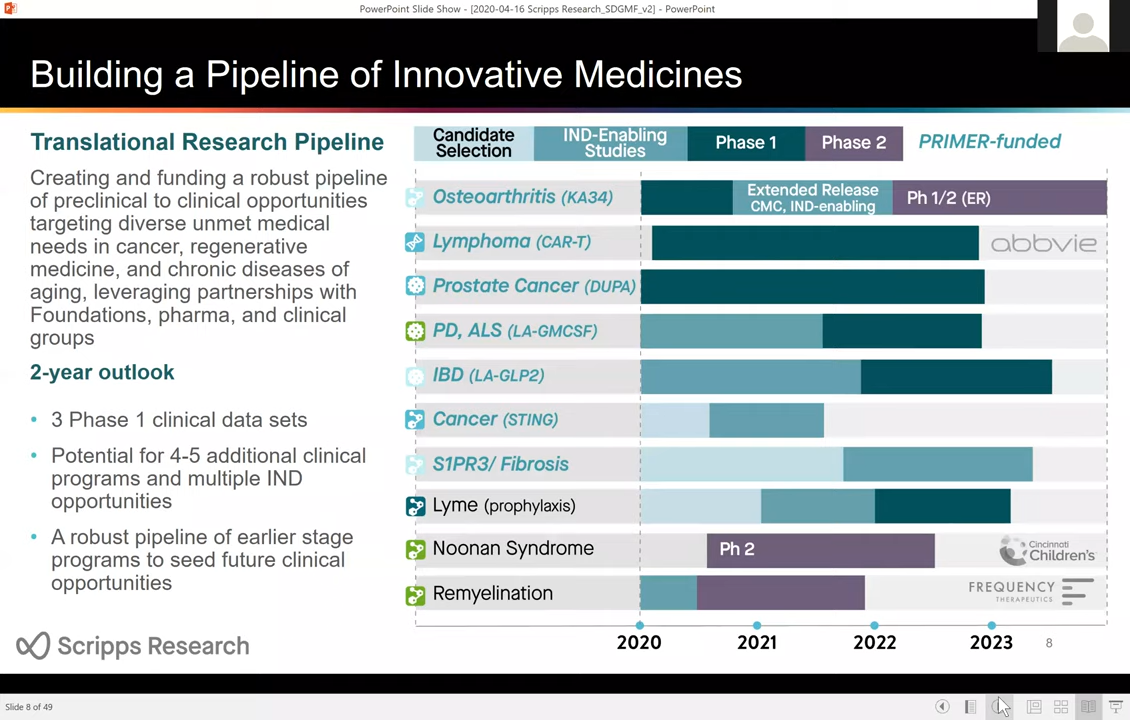 PowerPoint Slide Show - [2020-04-16 Scripps Research_SDGMF_v2] - PowerPoint
Building a Pipeline of Innovative Medicines
Translational Research Pipeline
Creating and funding a robust pipeline
of preclinical to clinical opportunities
targeting diverse unmet medical
needs in cancer, regenerative
medicine, and chronic diseases of
aging, leveraging partnerships with
Foundations, pharma, and clinical
groups
2-year outlook
• 3 Phase 1 clinical data sets
• Potential for 4-5 additional clinical
programs and multiple IND
opportunities
• A robust pipeline of earlier stage
programs to seed future clinical
opportunities
Scripps Research
Candidate
Selection
IND-Enabling
Studies
Phase 1
Phase 2
PRIMER-funded
Osteoarthritis (KA34)
Extended Release
CMC, IND-enabling
Ph 1/2 (ER)
Lymphoma (CAR-T)
abbvie
Prostate Cancer (DUPA)
PD, ALS (LA-GMCSF)
IBD (LA-GLP2)
Cancer (STING)
S1PR3/ Fibrosis
Lyme (prophylaxis)
Noonan Syndrome
Ph 2
Cincinnati
Children's
Remyelination
FREQUENCY
THERAPEUTICS
2020 2021 2022 2023
8
Slide 8 of 49